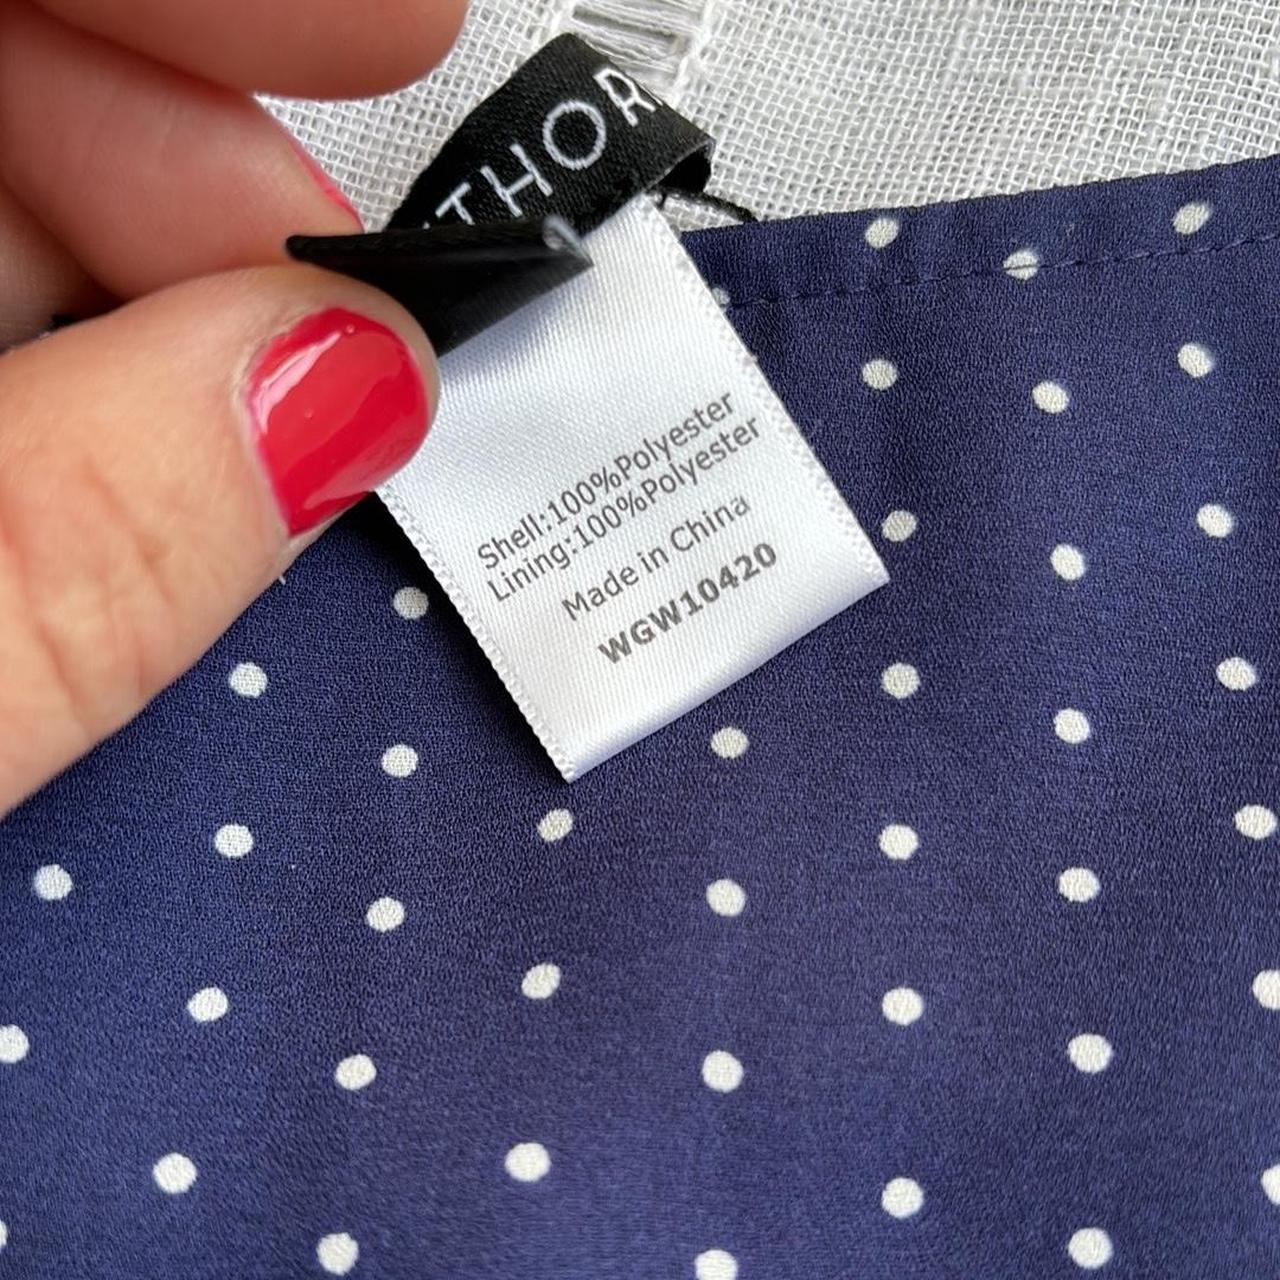 THOR
Shell:100%Polyester
Lining:100%Polyester
Made in China
WGW10420